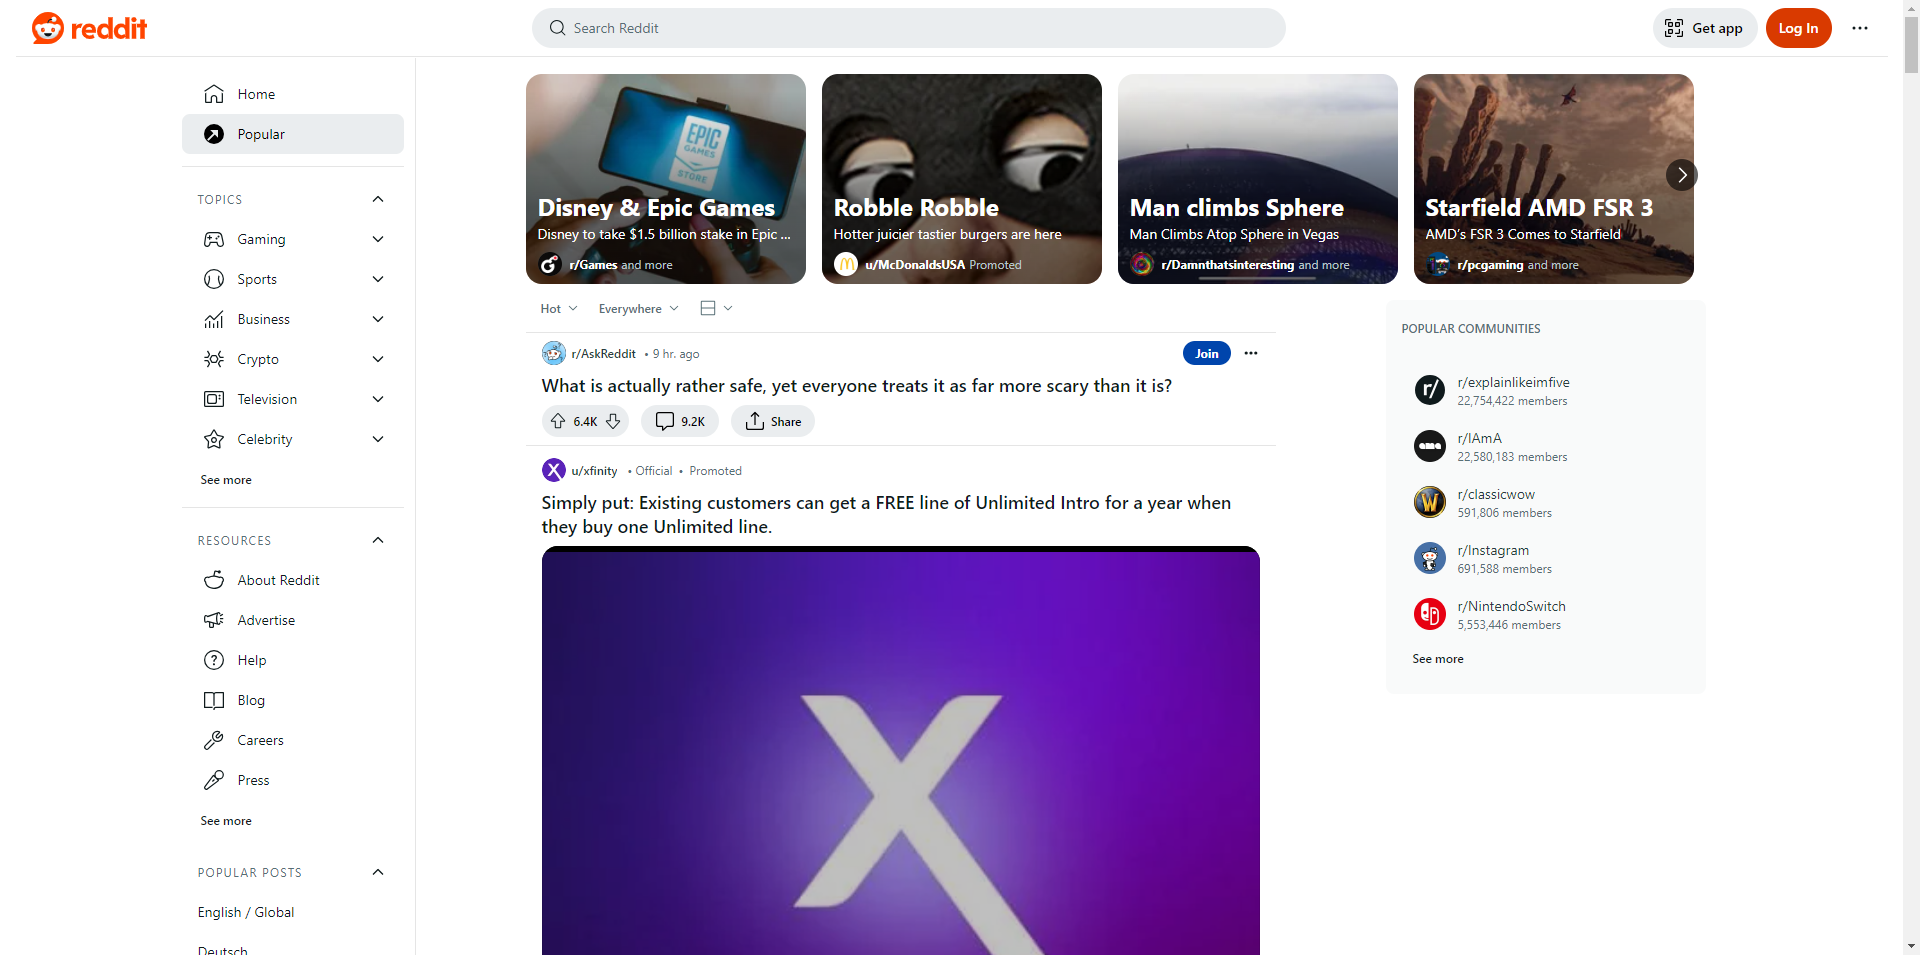 reddit
Search Reddit
Get app
Log In
Home
Popular
TOPICS
Gaming
Sports
Business
Crypto
Television
Celebrity
See more
RESOURCES
About Reddit
Advertise
Help
Blog
Careers
Press
See more
POPULAR POSTS
English / Global
Deutsch
EPIC
GAMES
STORE
Disney & Epic Games
Disney to take $1.5 billion stake in Epic ...
r/Games and more
Robble Robble
Hotter juicier tastier burgers are here
u/McDonaldsUSA Promoted
Man climbs Sphere
Man Climbs Atop Sphere in Vegas
r/Damnthatsinteresting and more
Starfield AMD FSR 3
AMD's FSR 3 Comes to Starfield
r/pcgaming and more
Hot
Everywhere
r/AskReddit • 9 hr. ago
Join
What is actually rather safe, yet everyone treats it as far more scary than it is?
6.4K
9.2K
Share
u/xfinity • Official • Promoted
Simply put: Existing customers can get a FREE line of Unlimited Intro for a year when
they buy one Unlimited line.
X
POPULAR COMMUNITIES
r/
r/explainlikeimfive
22,754,422 members
ama
r/IAmA
22,580,183 members
W
r/classicwow
591,806 members
r/Instagram
691,588 members
r/NintendoSwitch
5,553,446 members
See more